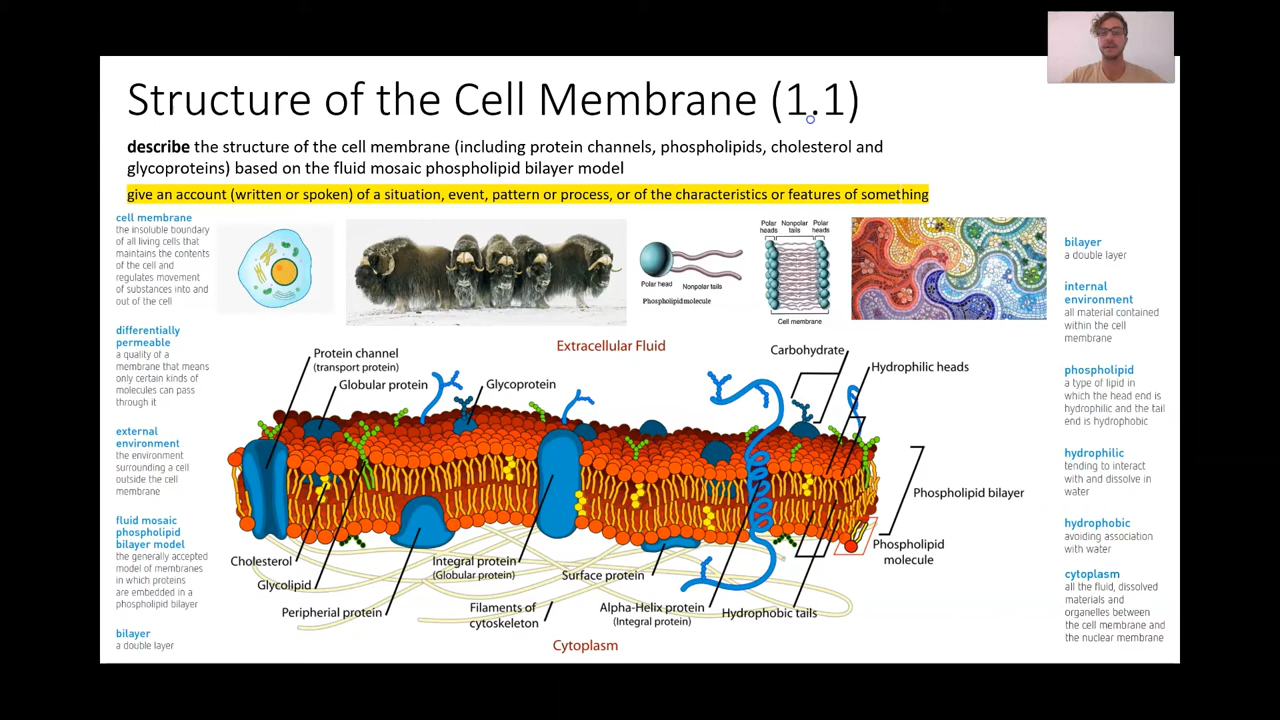 Structure of the Cell Membrane (1.1)
describe the structure of the cell membrane (including protein channels, phospholipids, cholesterol and
glycoproteins) based on the fluid mosaic phospholipid bilayer model
give an account (written or spoken) of a situation, event, pattern or process, or of the characteristics or features of something
cell membrane
the insoluble boundary
of all living cells that
maintains the contents
of the cell and
regulates movement
of substances into and
out of the cell
differentially
permeable
a quality of a
membrane that means
only certain kinds of
molecules can pass
through it
external
environment
the environment
surrounding a cell
outside the cell
membrane
fluid mosaic
phospholipid
bilayer model
the generally accepted
model of membranes
in which proteins
are embedded in a
phospholipid bilayer
bilayer
a double layer
Polar head
Nonpolar tails
Phospholipid molecule
Polar
heads
Nonpolar
tails
Polar
heads
Cell membrane
Extracellular Fluid
Protein channel
(transport protein)
Globular protein
Glycoprotein
Carbohydrate
Hydrophilic heads
Phospholipid bilayer
Phospholipid
molecule
Cholesterol
Glycolipid
Peripherial protein
Integral protein
(Globular protein)
Filaments of
cytoskeleton
Surface protein
Alpha-Helix protein
(Integral protein)
Hydrophobic tails
Cytoplasm
bilayer
a double layer
internal
environment
all material contained
within the cell
membrane
phospholipid
a type of lipid in
which the head end is
hydrophilic and the tail
end is hydrophobic
hydrophilic
tending to interact
with and dissolve in
water
hydrophobic
avoiding association
with water
cytoplasm
all the fluid, dissolved
materials and
organelles between
the cell membrane and
the nuclear membrane